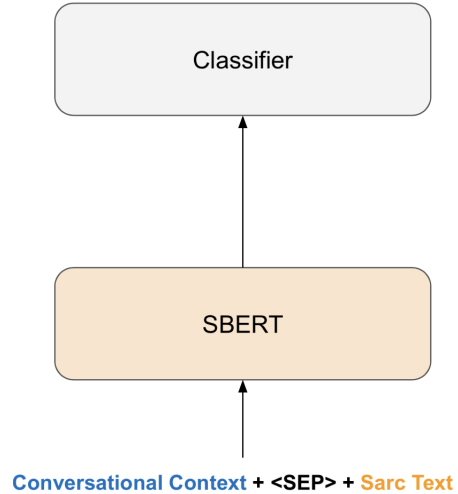 Classifier
SBERT
Conversational Context + <SEP> + Sarc Text